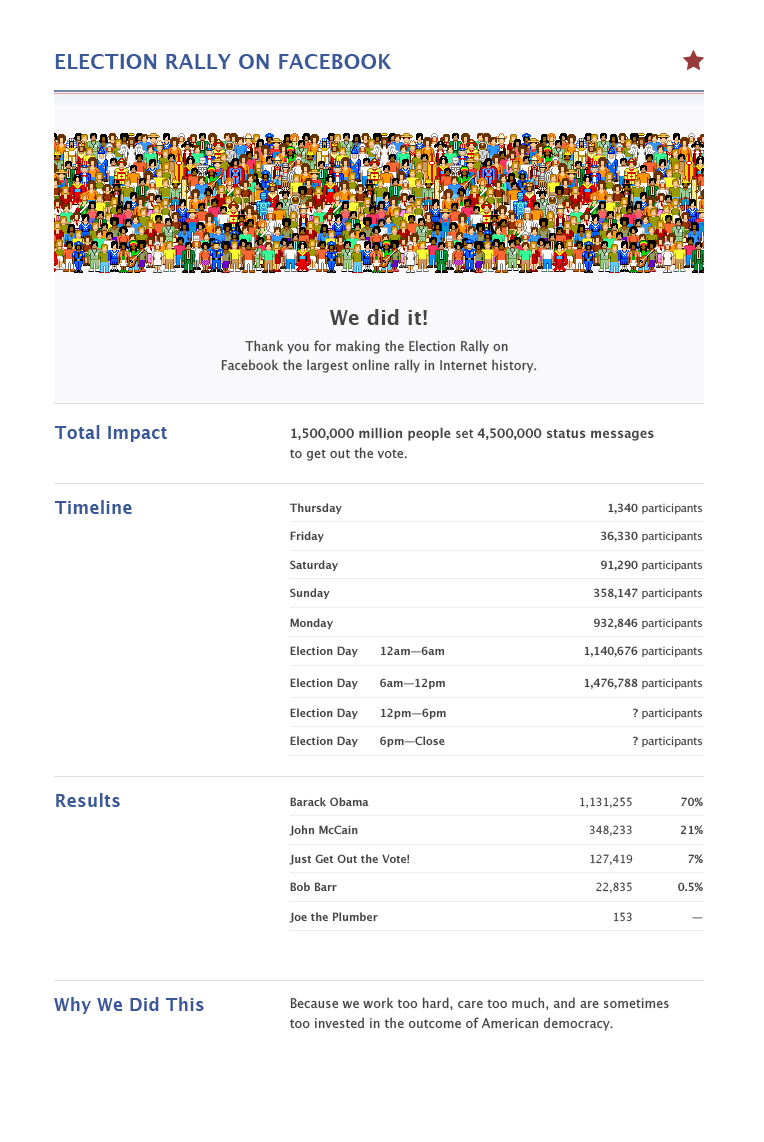 ELECTION RALLY ON FACEBOOK
We did it!
Thank you for making the Election Rally on
Facebook the largest online rally in Internet history.
Total Impact
1,500,000 million people set 4,500,000 status messages
to get out the vote.
Timeline
Thursday 1,340 participants
Friday 36,330 participants
Saturday 91,290 participants
Sunday 358,147 participants
Monday 932,846 participants
Election Day 12am—6am 1,140,676 participants
Election Day 6am—12pm 1,476,788 participants
Election Day 12pm—6pm ? participants
Election Day 6pm—Close ? participants
Results
Barack Obama 1,131,255 70%
John McCain 348,233 21%
Just Get Out the Vote! 127,419 7%
Bob Barr 22,835 0.5%
Joe the Plumber 153 —
Why We Did This
Because we work too hard, care too much, and are sometimes
too invested in the outcome of American democracy.